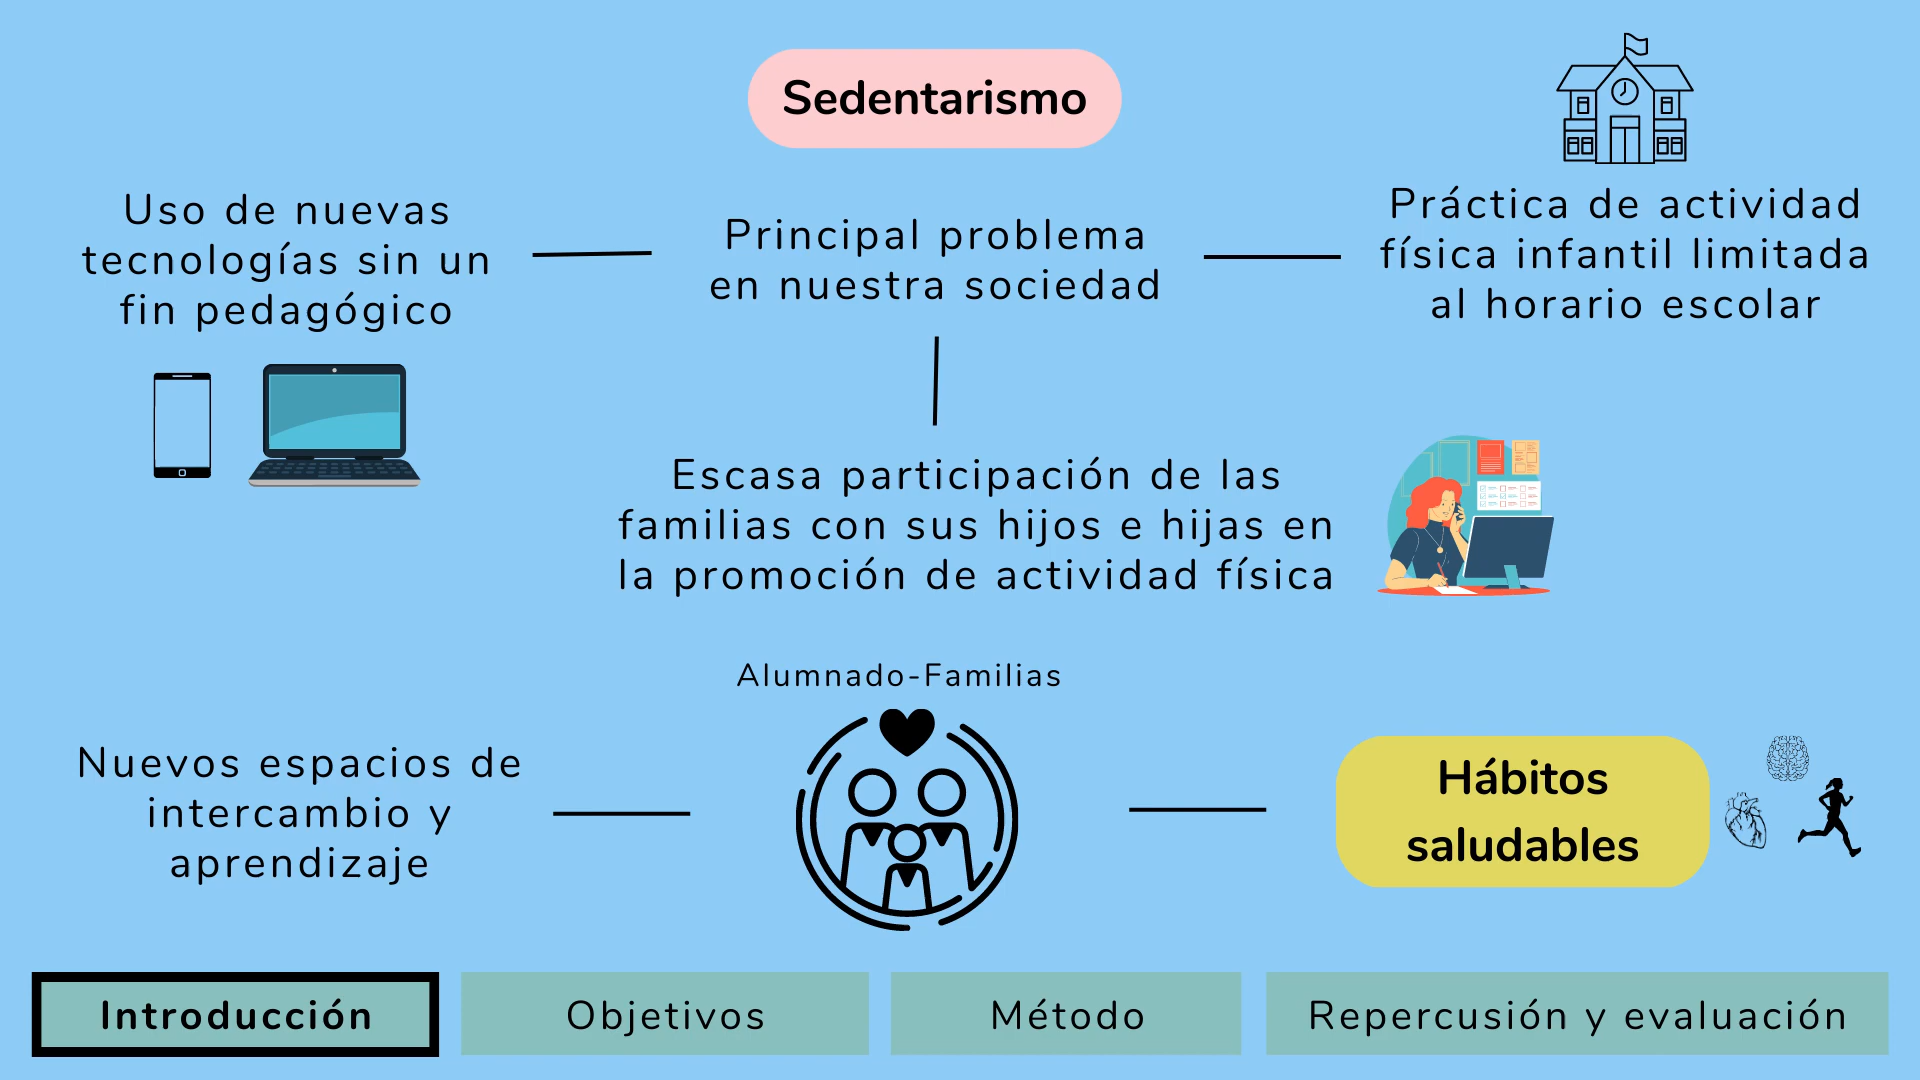 Sedentarismo
Uso de nuevas
tecnologías sin un
fin pedagógico
Principal problema
en nuestra sociedad
Práctica de actividad
física infantil limitada
al horario escolar
Escasa participación de las
familias con sus hijos e hijas en
la promoción de actividad física
Alumnado-Familias
Nuevos espacios de
intercambio y
aprendizaje
Hábitos
saludables
Introducción
Objetivos
Método
Repercusión y evaluación